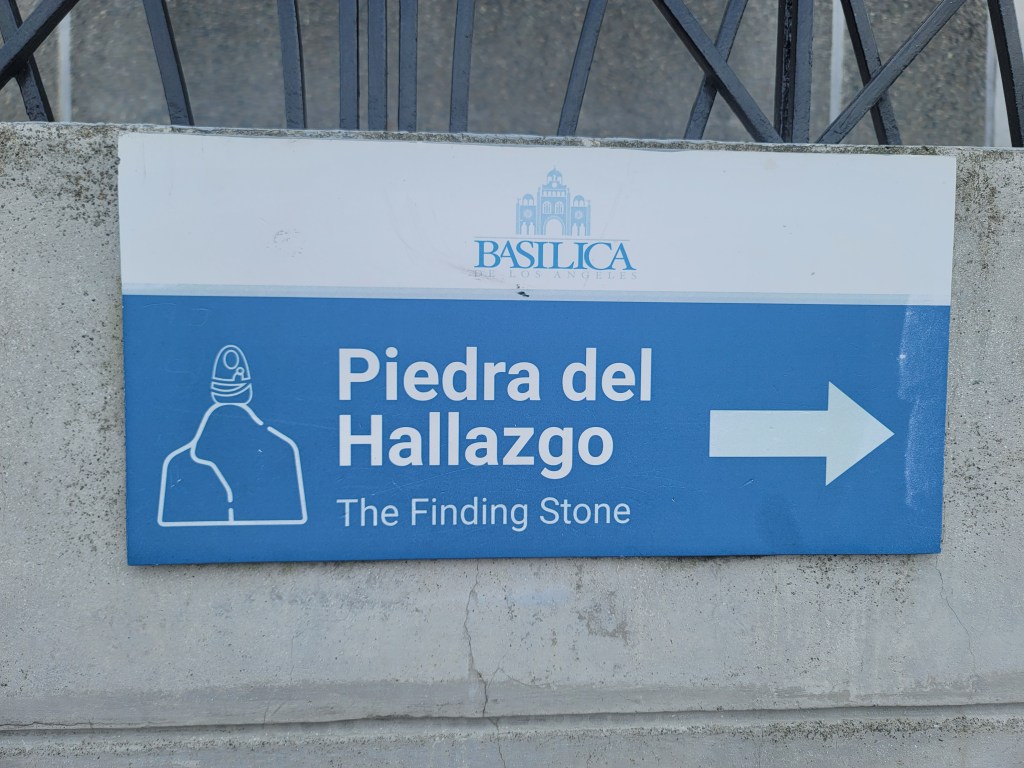 BASILICA
DE LOS ANGELES
Piedra del
Hallazgo
The Finding Stone